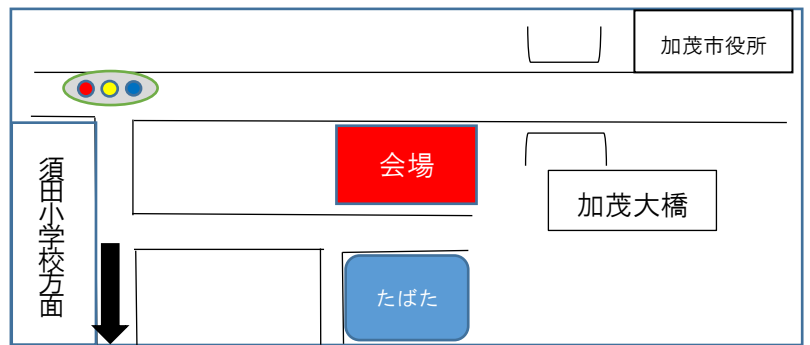 加茂市役所
会場
加茂大橋
須田小学校方面
たばた